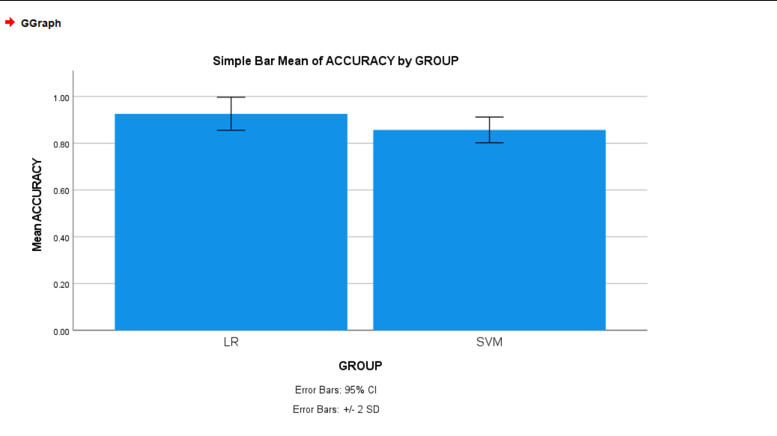 GGraph
Simple Bar Mean of ACCURACY by GROUP
Mean ACCURACY
1.00
0.80
0.60
0.40
0.20
0.00
LR SVM
GROUP
Error Bars: 95% CI
Error Bars: +/- 2 SD